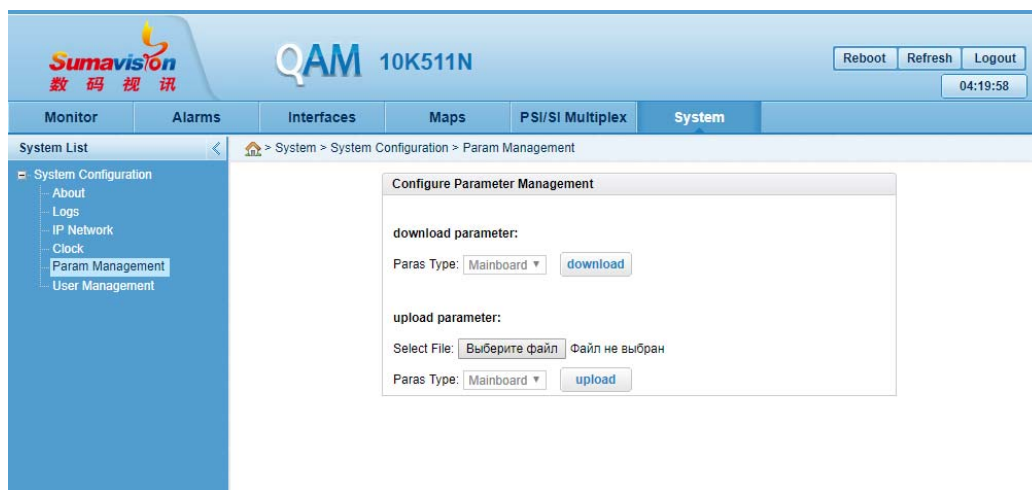 Sumavision
数码视讯
QAM 10K511N
Reboot Refresh Logout
04:19:58
Monitor Alarms Interfaces Maps PSI/SI Multiplex System
System List
> System > System Configuration > Param Management
System Configuration
About
Logs
IP Network
Clock
Param Management
User Management
Configure Parameter Management
download parameter:
Paras Type: Mainboard download
upload parameter:
Select File: Выберите файл Файл не выбран
Paras Type: Mainboard upload